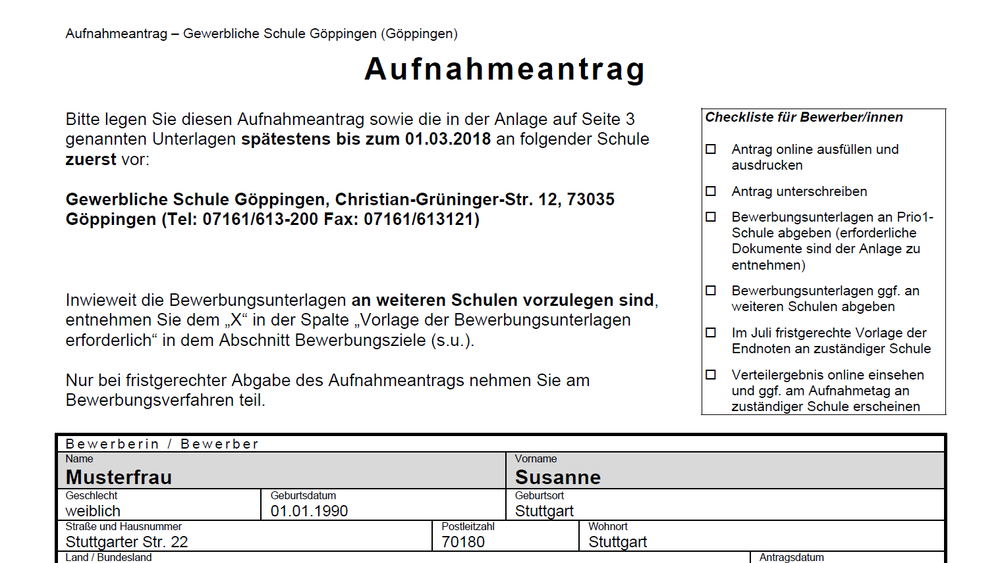 Aufnahmeantrag – Gewerbliche Schule Göppingen (Göppingen)
Aufnahmeantrag
Bitte legen Sie diesen Aufnahmeantrag sowie die in der Anlage auf Seite 3
genannten Unterlagen spätestens bis zum 01.03.2018 an folgender Schule
zuerst vor:
Gewerbliche Schule Göppingen, Christian-Grüninger-Str. 12, 73035
Göppingen (Tel: 07161/613-200 Fax: 07161/613121)
Inwieweit die Bewerbungsunterlagen an weiteren Schulen vorzulegen sind,
entnehmen Sie dem „X“ in der Spalte „Vorlage der Bewerbungsunterlagen
erforderlich“ in dem Abschnitt Bewerbungsziele (s.u.).
Nur bei fristgerechter Abgabe des Aufnahmeantrags nehmen Sie am
Bewerbungsverfahren teil.
Checkliste für Bewerber/innen
Antrag online ausfüllen und
ausdrucken
Antrag unterschreiben
Bewerbungsunterlagen an Prio1-
Schule abgeben (erforderliche
Dokumente sind der Anlage zu
entnehmen)
Bewerbungsunterlagen ggf. an
weiteren Schulen abgeben
Im Juli fristgerechte Vorlage der
Endnoten an zuständiger Schule
Verteilergebnis online einsehen
und ggf. am Aufnahmetag an
zuständiger Schule erscheinen
Bewerberin / Bewerber
Name Vorname
Musterfrau Susanne
Geschlecht Geburtsdatum Geburtsort
weiblich 01.01.1990 Stuttgart
Straße und Hausnummer Postleitzahl Wohnort
Stuttgarter Str. 22 70180 Stuttgart
Land / Bundesland Antragsdatum